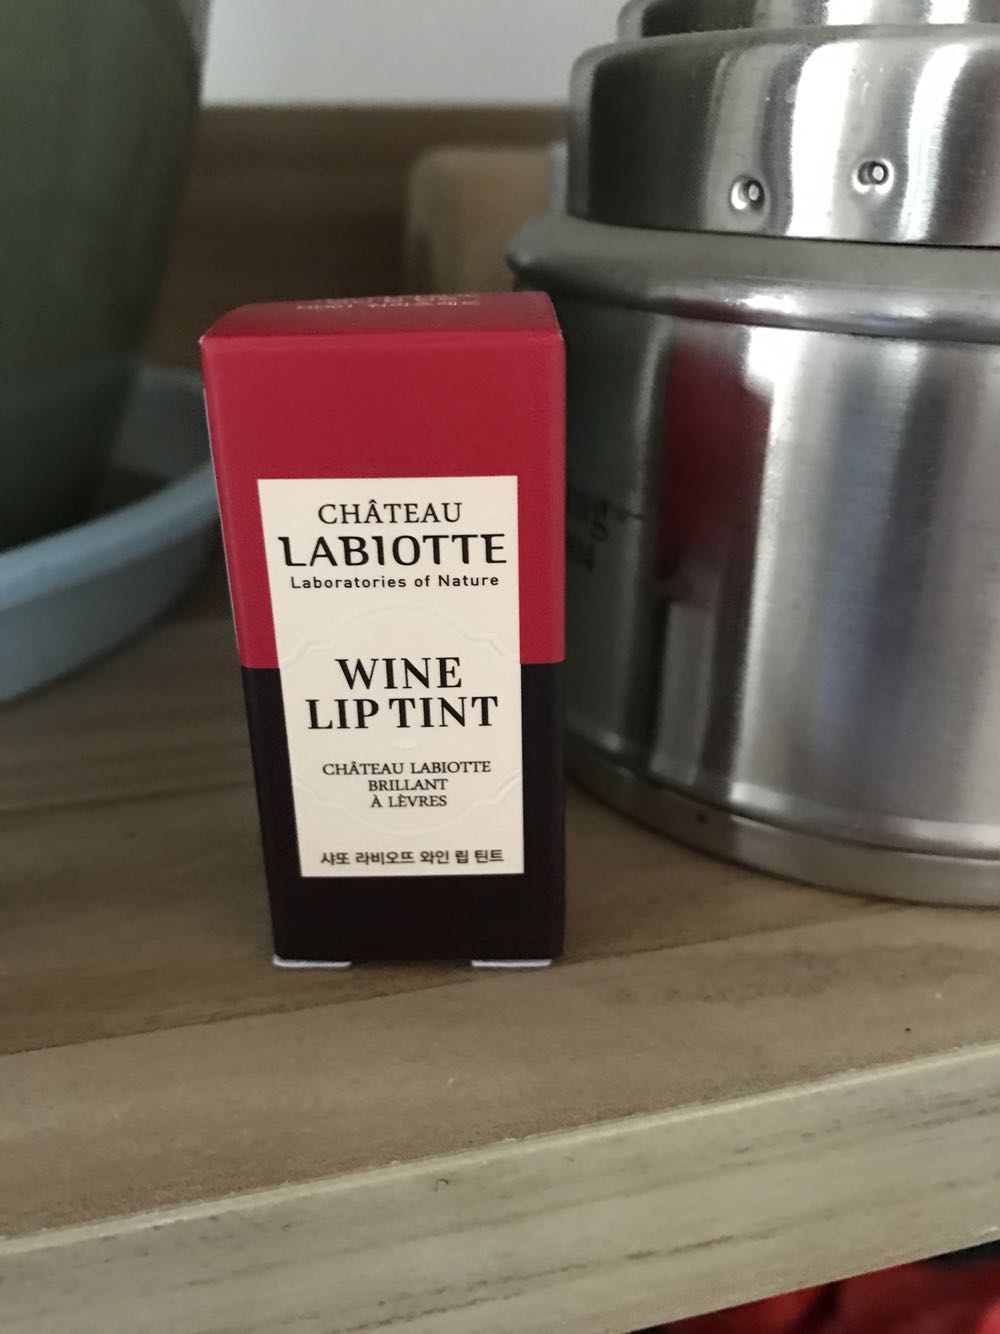 CHÂTEAU
LABIOTTE
Laboratories of Nature
WINE
LIP TINT
CHÂTEAU LABIOTTE
BRILLANT
À LÈVRES
샤또 라비오뜨 와인 립 틴트